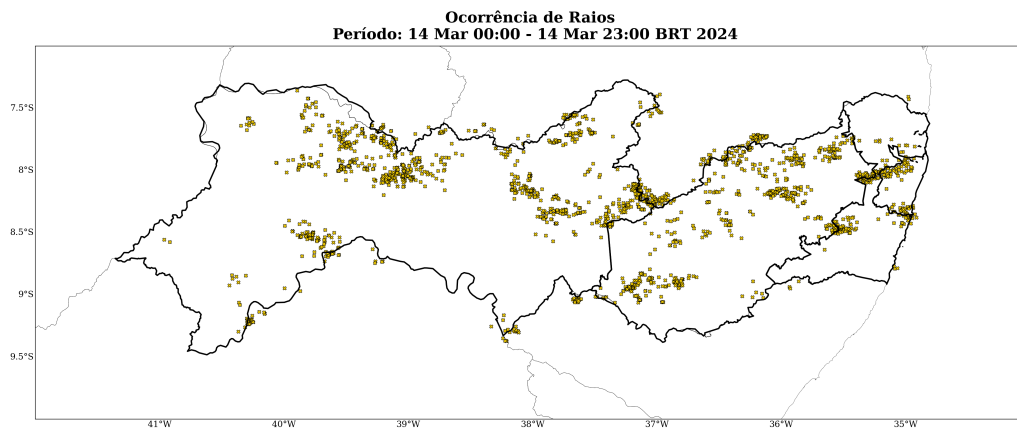 Ocorrência de Raios
Período: 14 Mar 00:00 - 14 Mar 23:00 BRT 2024
7.5°S
8°S
8.5°S
9°S
9.5°S
41°W 40°W 39°W 38°W 37°W 36°W 35°W